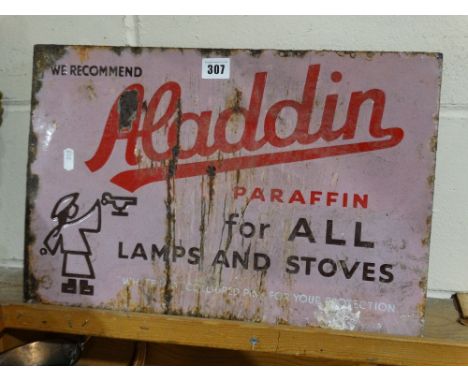 307
WE RECOMMEND
Aladdin
PARAFFIN
for ALL
LAMPS AND STOVES
COLOURED PINK FOR YOUR PROTECTION